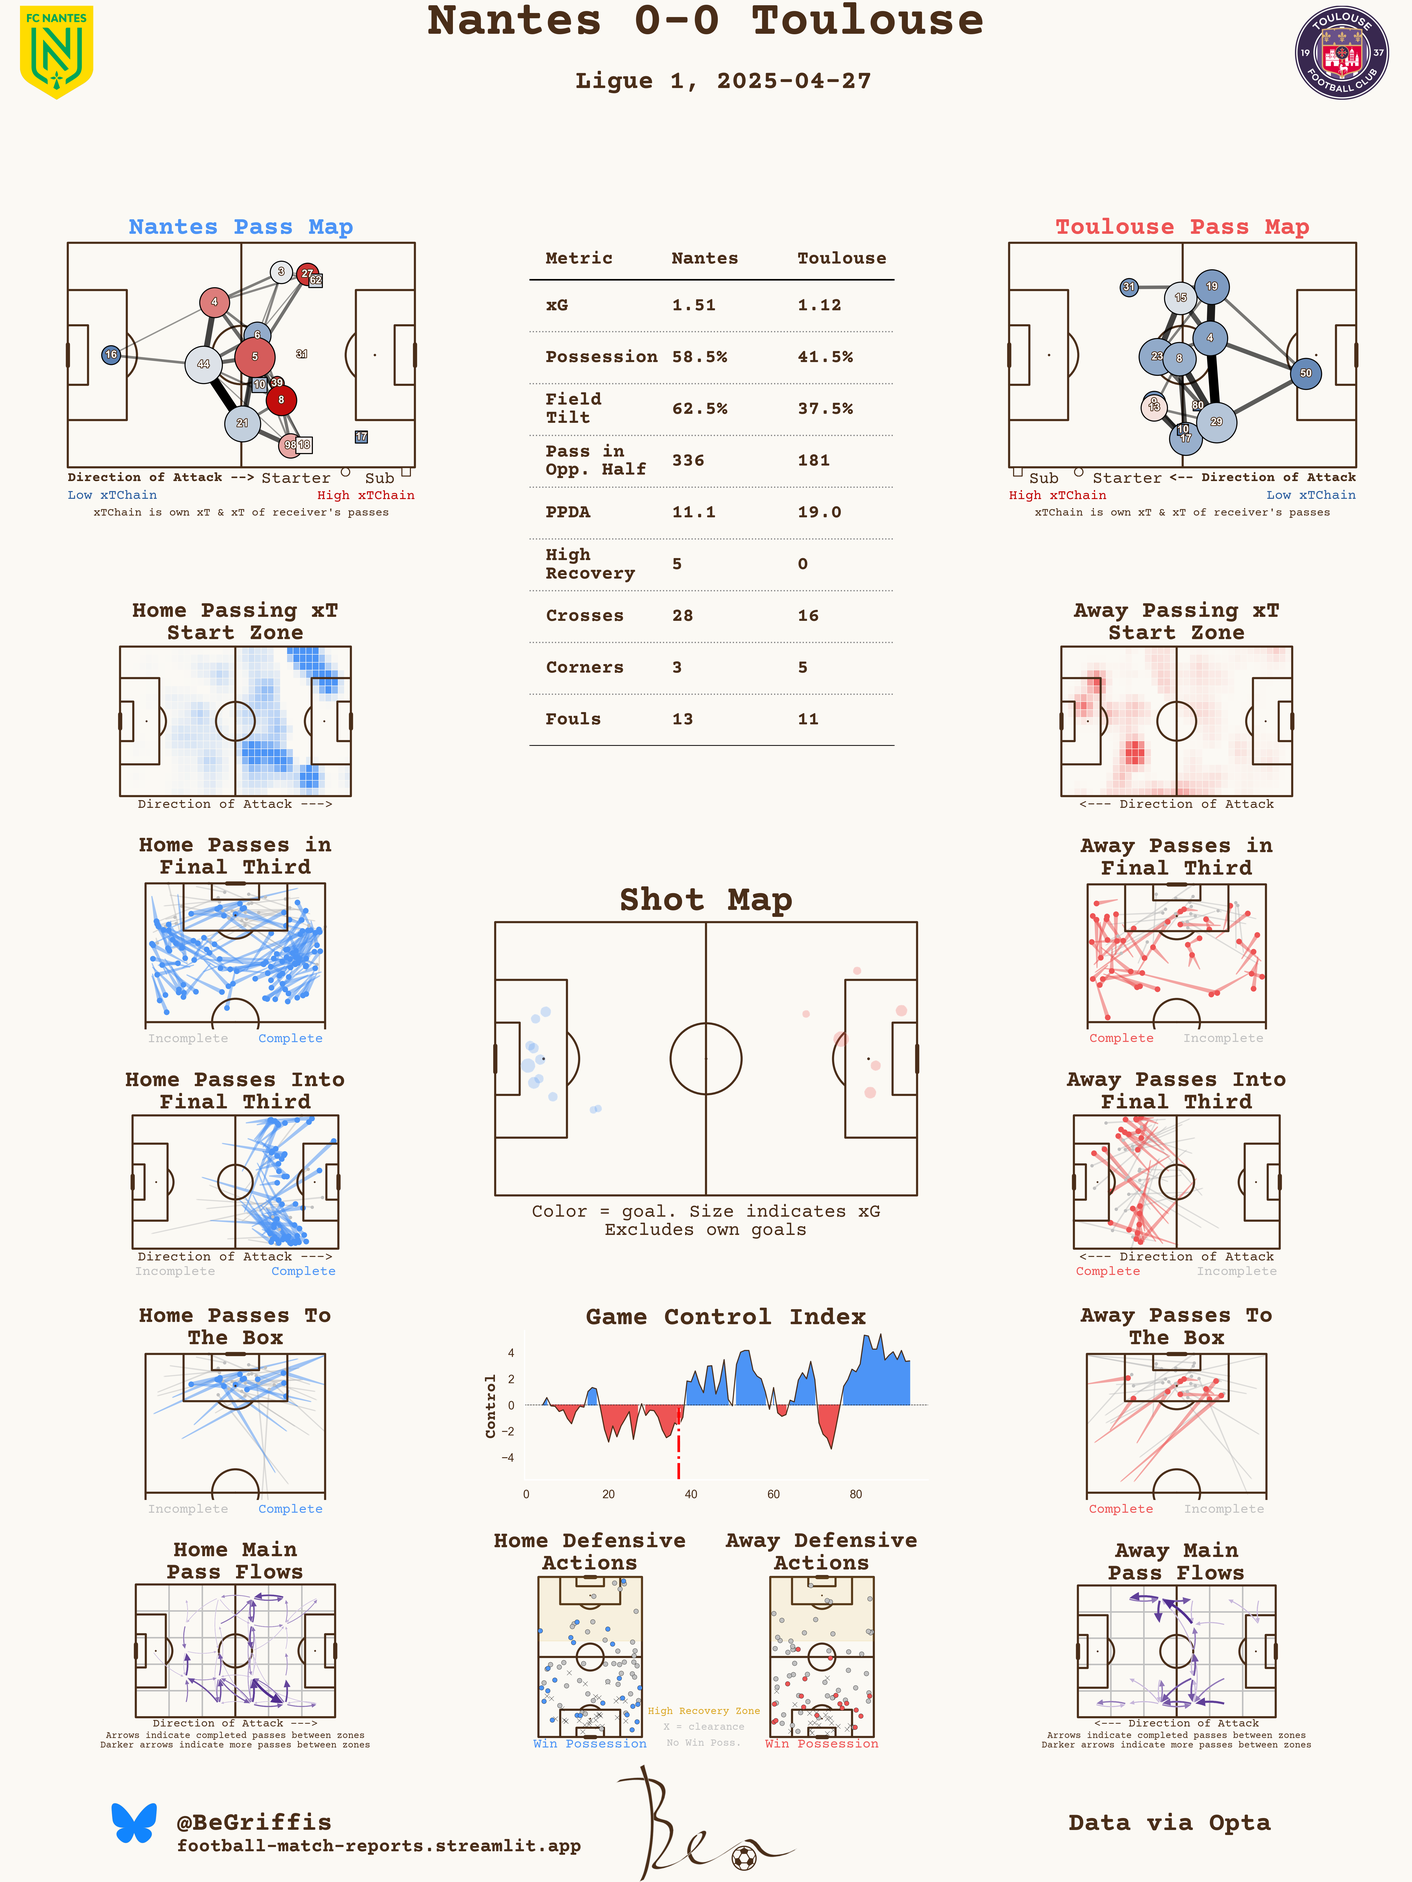 Nantes 0-0 Toulouse
Ligue 1, 2025-04-27
FC NANTES
TOULOUSE
19 37
FOOTBALL CLUB
Nantes Pass Map
3
27
62
4
6
16
44
5
31
10
39
8
21
98
18
17
Direction of Attack --> Starter Sub
Low xTChain High xTChain
xTChain is own xT & xT of receiver's passes
Metric Nantes Toulouse
xG 1.51 1.12
Possession 58.5% 41.5%
Field
Tilt 62.5% 37.5%
Pass in
Opp. Half 336 181
PPDA 11.1 19.0
High
Recovery 5 0
Crosses 28 16
Corners 3 5
Fouls 13 11
Toulouse Pass Map
31
19
15
4
23
8
50
9
13
80
29
10
17
Sub Starter <-- Direction of Attack
High xTChain Low xTChain
xTChain is own xT & xT of receiver's passes
Home Passing xT
Start Zone
Direction of Attack --->
Away Passing xT
Start Zone
<--- Direction of Attack
Home Passes in
Final Third
Incomplete Complete
Away Passes in
Final Third
Complete Incomplete
Shot Map
Color = goal. Size indicates xG
Excludes own goals
Home Passes Into
Final Third
Direction of Attack --->
Incomplete Complete
Away Passes Into
Final Third
<--- Direction of Attack
Complete Incomplete
Home Passes To
The Box
Incomplete Complete
Game Control Index
Control
4
2
0
−2
−4
0 20 40 60 80
Away Passes To
The Box
Complete Incomplete
Home Main
Pass Flows
Direction of Attack --->
Arrows indicate completed passes between zones
Darker arrows indicate more passes between zones
Home Defensive
Actions
Win Possession
Away Defensive
Actions
Win Possession
High Recovery Zone
X = clearance
No Win Poss.
Away Main
Pass Flows
<--- Direction of Attack
Arrows indicate completed passes between zones
Darker arrows indicate more passes between zones
@BeGriffis
football-match-reports.streamlit.app
Ben
Data via Opta